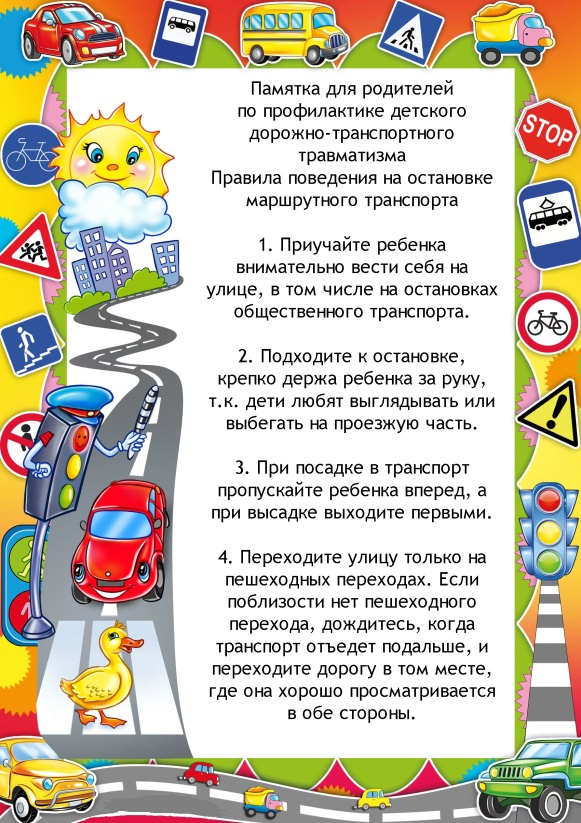 Памятка для родителей
по профилактике детского
дорожно-транспортного
травматизма
Правила поведения на остановке
маршрутного транспорта
1. Приучайте ребенка
внимательно вести себя на
улице, в том числе на остановках
общественного транспорта.
2. Подходите к остановке,
крепко держа ребенка за руку,
т.к. дети любят выглядывать или
выбегать на проезжую часть.
3. При посадке в транспорт
пропускайте ребенка вперед, а
при высадке выходите первыми.
4. Переходите улицу только на
пешеходных переходах. Если
поблизости нет пешеходного
перехода, дождитесь, когда
транспорт отъедет подальше, и
переходите дорогу в том месте,
где она хорошо просматривается
в обе стороны.
STOP